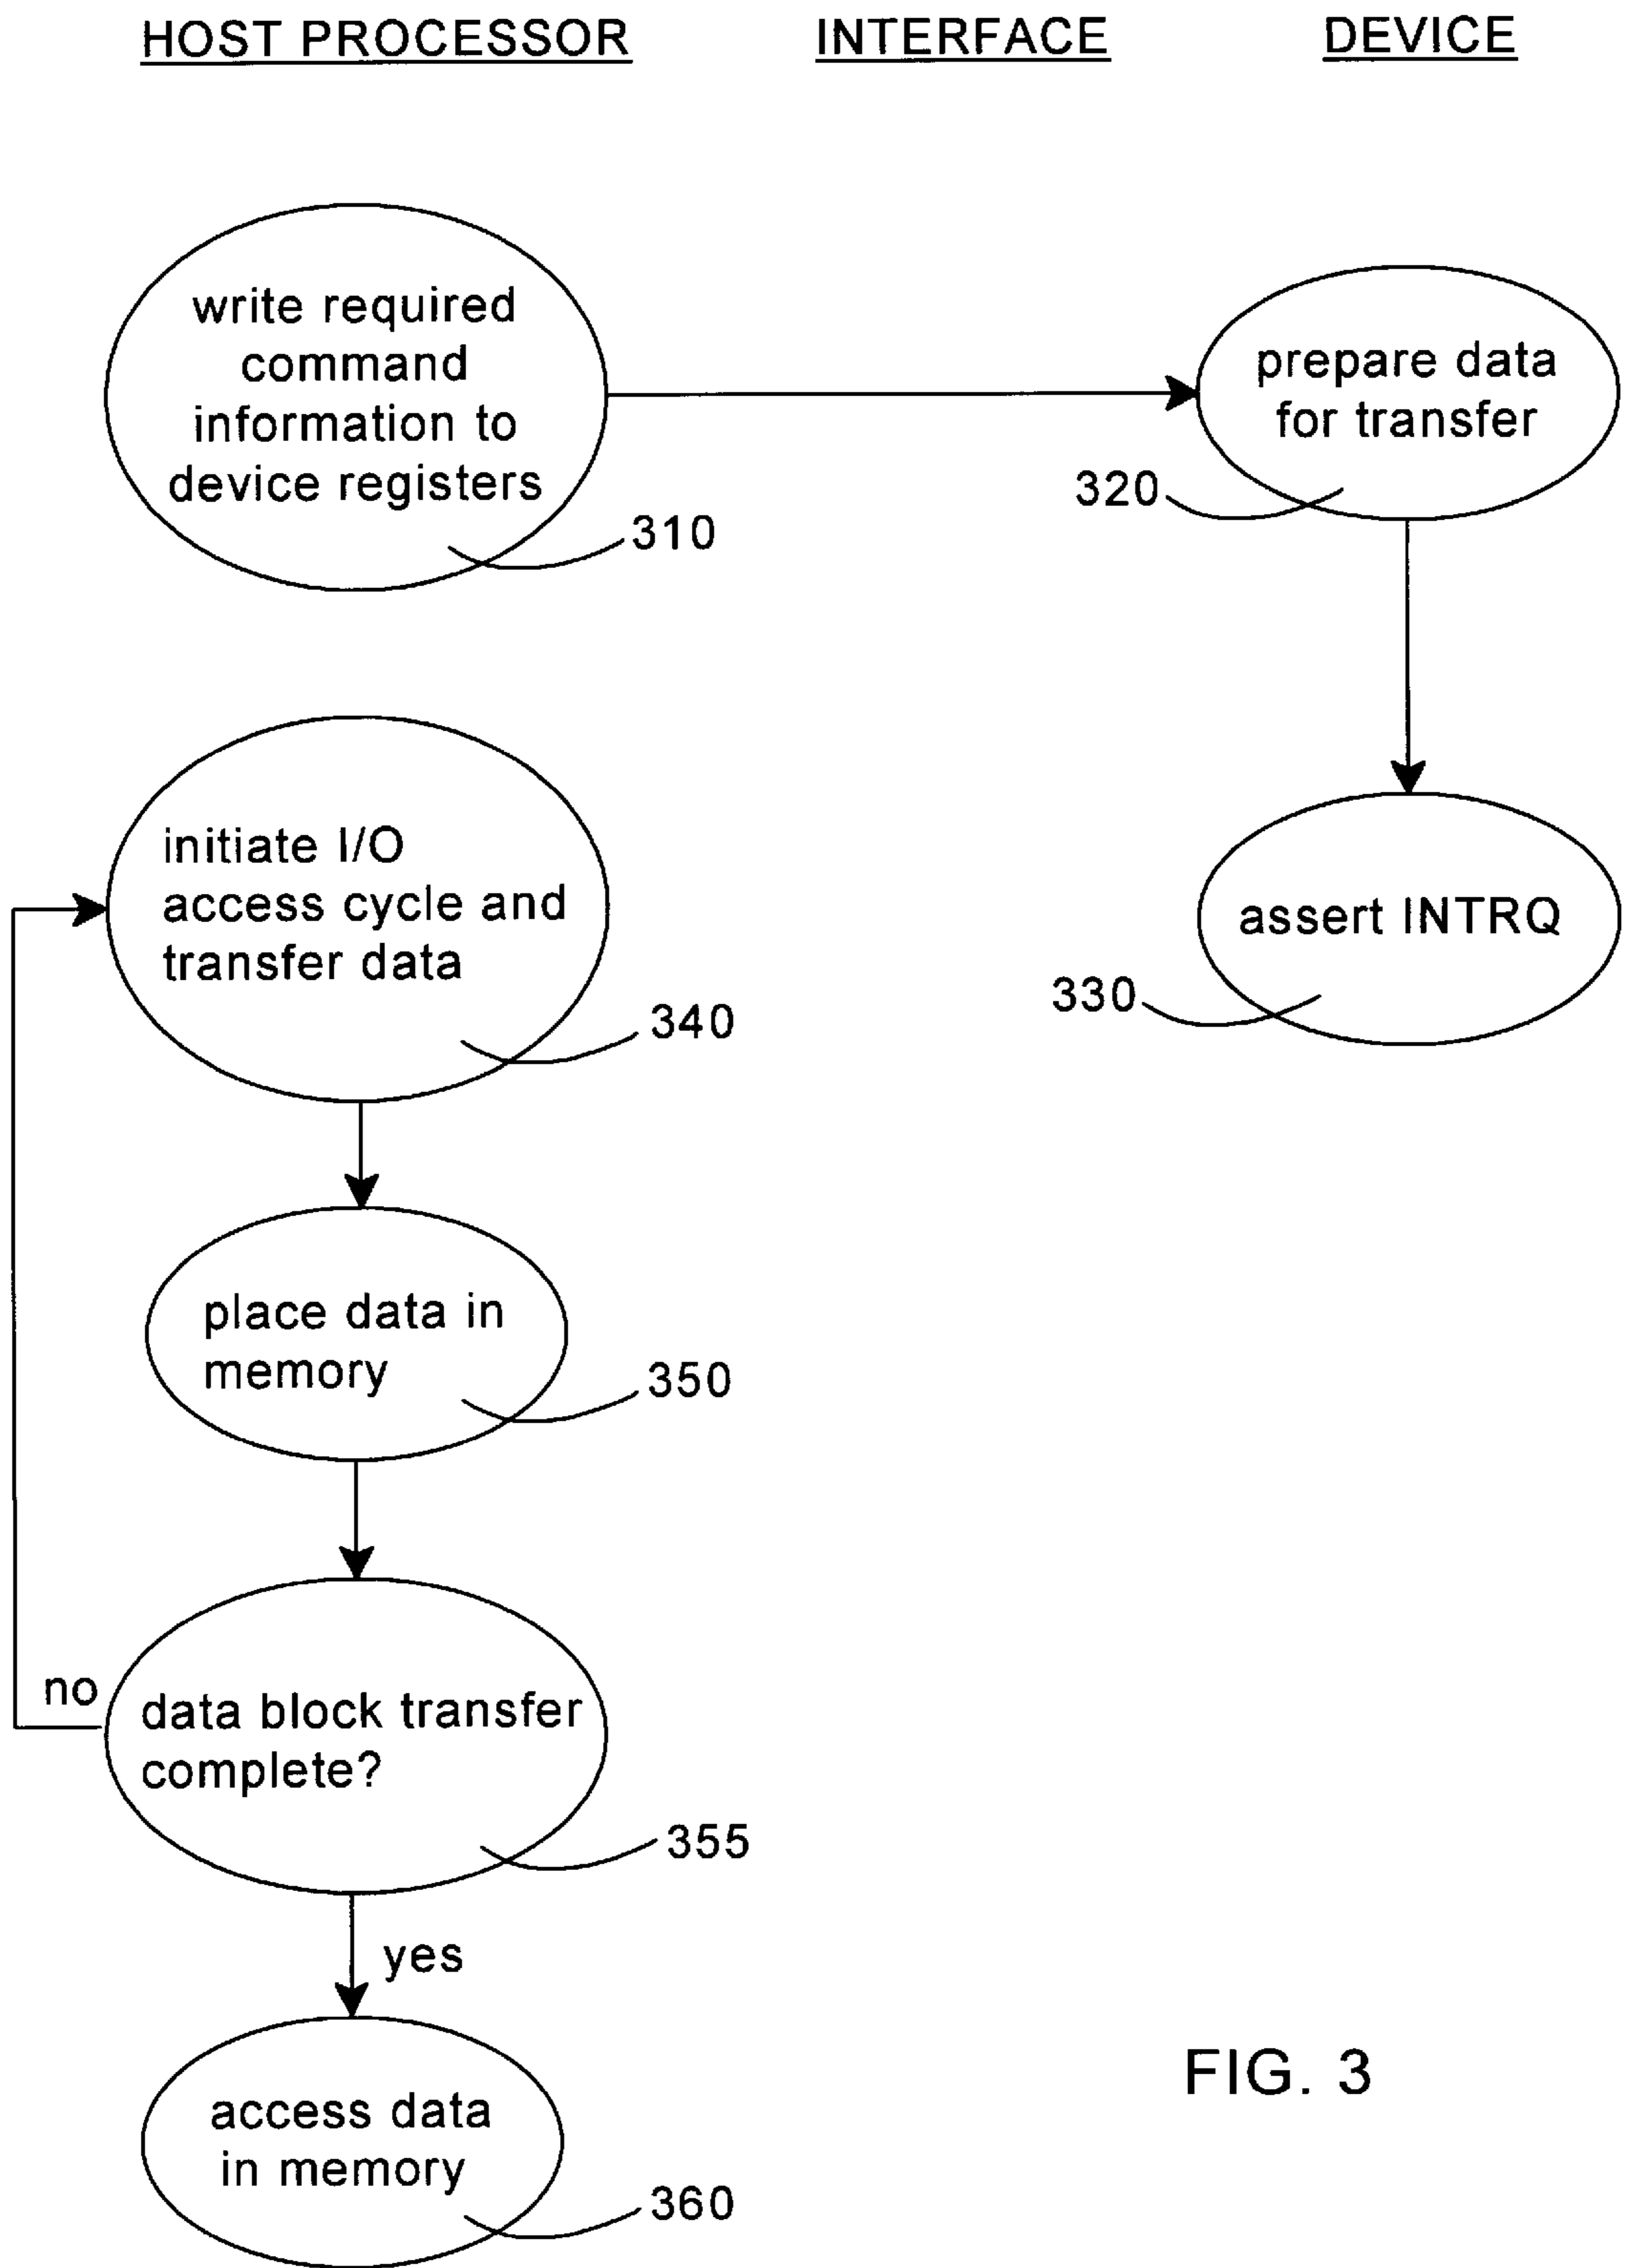 HOST PROCESSOR INTERFACE DEVICE
write required
command
information to
device registers
310
prepare data
for transfer
320
initiate I/O
access cycle and
transfer data
340
assert INTRQ
330
place data in
memory
350
no
data block transfer
complete?
355
yes
access data
in memory
360
FIG. 3